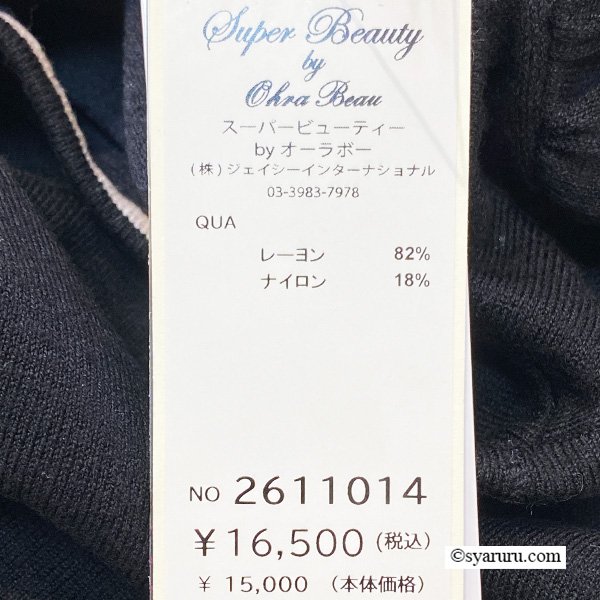 Super Beauty
by
Ohra Beau
スーパービューティー
by オーラボー
(株)ジェイシーインターナショナル
03-3983-7978
QUA
レーヨン 82%
ナイロン 18%
NO 2611014
¥16,500(税込)
¥ 15,000 (本体価格)
©syaruru.com